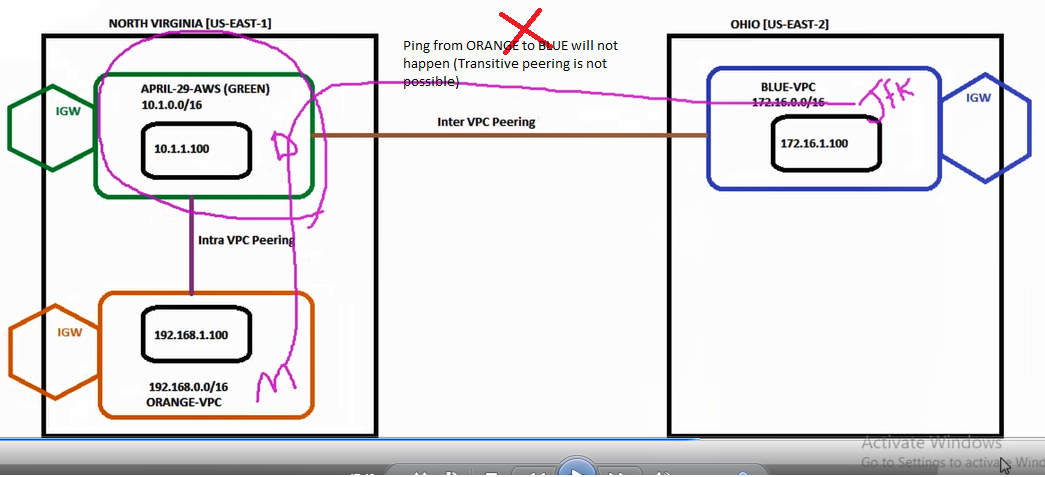 NORTH VIRGINIA [US-EAST-1]
OHIO [US-EAST-2]
Ping from ORANGE to BLUE will not
happen (Transitive peering is not
possible)
IGW
APRIL-29-AWS (GREEN)
10.1.0.0/16
10.1.1.100
D
Inter VPC Peering
BLUE-VPC
172.16.0.0/16
JFK
172.16.1.100
IGW
Intra VPC Peering
IGW
192.168.1.100
192.168.0.0/16
ORANGE-VPC
M
Activate Windows
Go to Settings to activate Wind